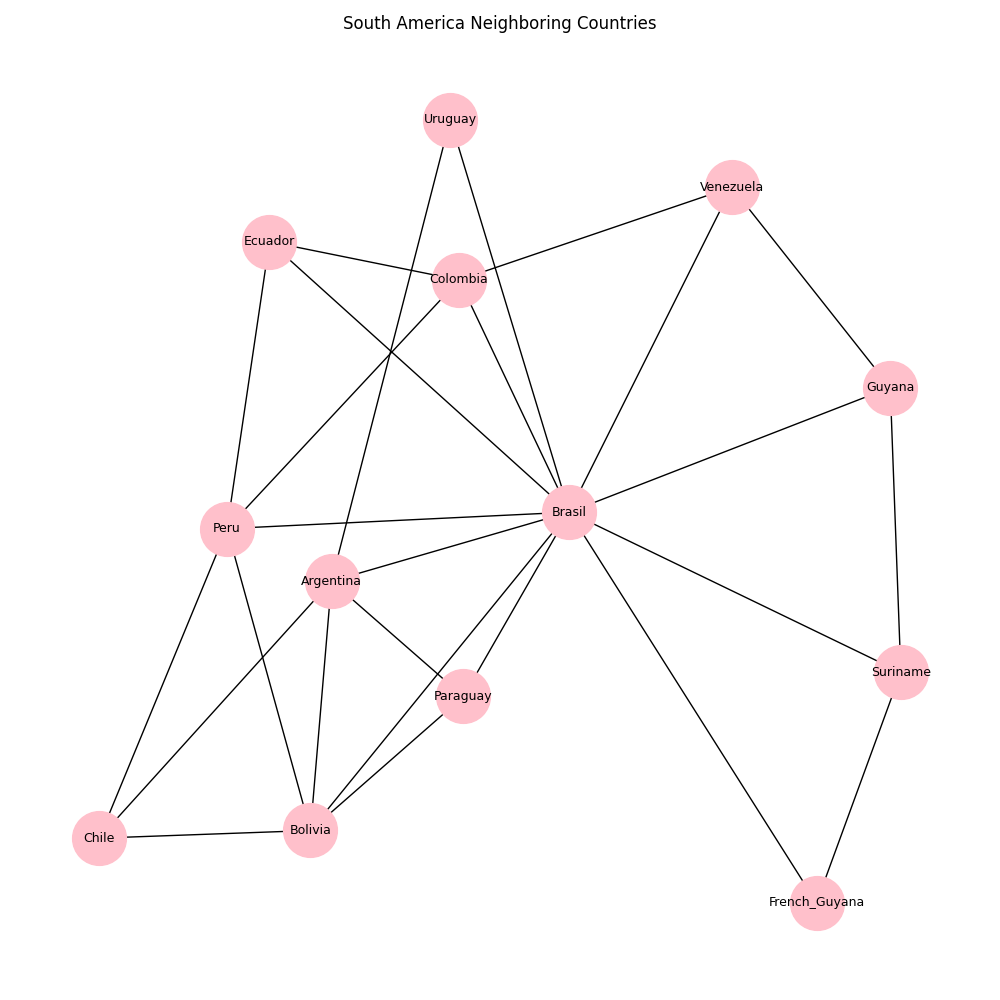 South America Neighboring Countries
Uruguay
Venezuela
Ecuador
Colombia
Guyana
Brasil
Peru
Argentina
Suriname
Paraguay
Bolivia
Chile
French_Guyana